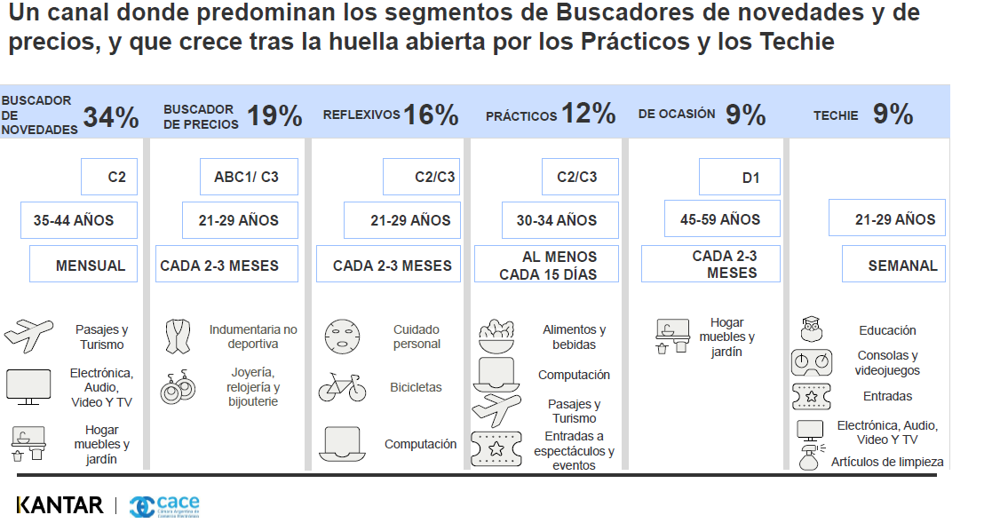 Un canal donde predominan los segmentos de Buscadores de novedades y de
precios, y que crece tras la huella abierta por los Prácticos y los Techie
BUSCADOR
DE
NOVEDADES
34%
C2
35-44 AÑOS
MENSUAL
Pasajes y
Turismo
Electrónica,
Audio,
Video Y TV
Hogar
muebles y
jardín
BUSCADOR
DE PRECIOS
19%
ABC1/ C3
21-29 AÑOS
CADA 2-3 MESES
Indumentaria no
deportiva
Joyería,
relojería y
bijouterie
REFLEXIVOS
16%
C2/C3
21-29 AÑOS
CADA 2-3 MESES
Cuidado
personal
Bicicletas
Computación
PRÁCTICOS
12%
C2/C3
30-34 AÑOS
AL MENOS
CADA 15 DÍAS
Alimentos y
bebidas
Computación
Pasajes y
Turismo
Entradas a
espectáculos y
eventos
DE OCASIÓN
9%
D1
45-59 AÑOS
CADA 2-3
MESES
Hogar
muebles y
jardín
TECHIE
9%
21-29 AÑOS
SEMANAL
Educación
Consolas y
videojuegos
Entradas
Electrónica, Audio,
Video Y TV
Artículos de limpieza
KANTAR
cace
Cámara Argentina de
Comercio Electrónico